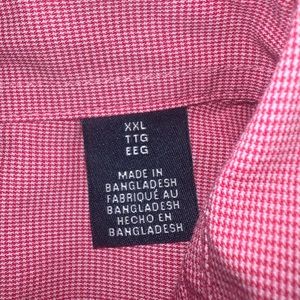 XXL
TTG
EEG
MADE IN
BANGLADESH
FABRIQUÉ AU
BANGLADESH
HECHO EN
BANGLADESH